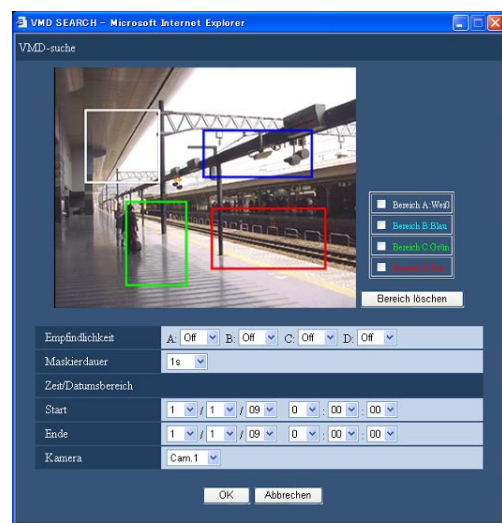 VMD SEARCH - Microsoft Internet Explorer
VMD-suche
Bereich A:Weiß
Bereich B:Blau
Bereich C:Grün
Bereich löschen
Empfindlichkeit A: Off B: Off C: Off D: Off
Maskierdauer 1s
Zeit/Datumsbereich
Start 1 / 1 / 09 0 : 00 : 00
Ende 1 / 1 / 09 0 : 00 : 00
Kamera Cam.1
OK Abbrechen